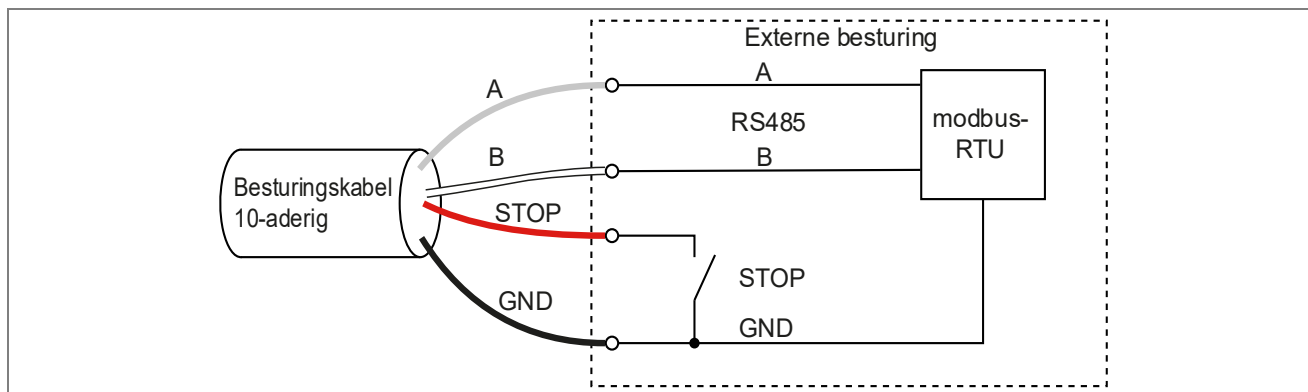 Externe besturing
A
A
RS485
modbus-
RTU
B
B
Besturingskabel
10-aderig
STOP
STOP
GND
GND